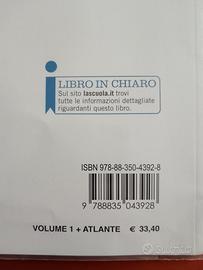 i
LIBRO IN CHIARO
Sul sito lascuola.it trovi
tutte le informazioni dettagliate
riguardanti questo libro.
ISBN 978-88-350-4392-8
9 788835 043928
VOLUME 1 + ATLANTE € 33,40
subito